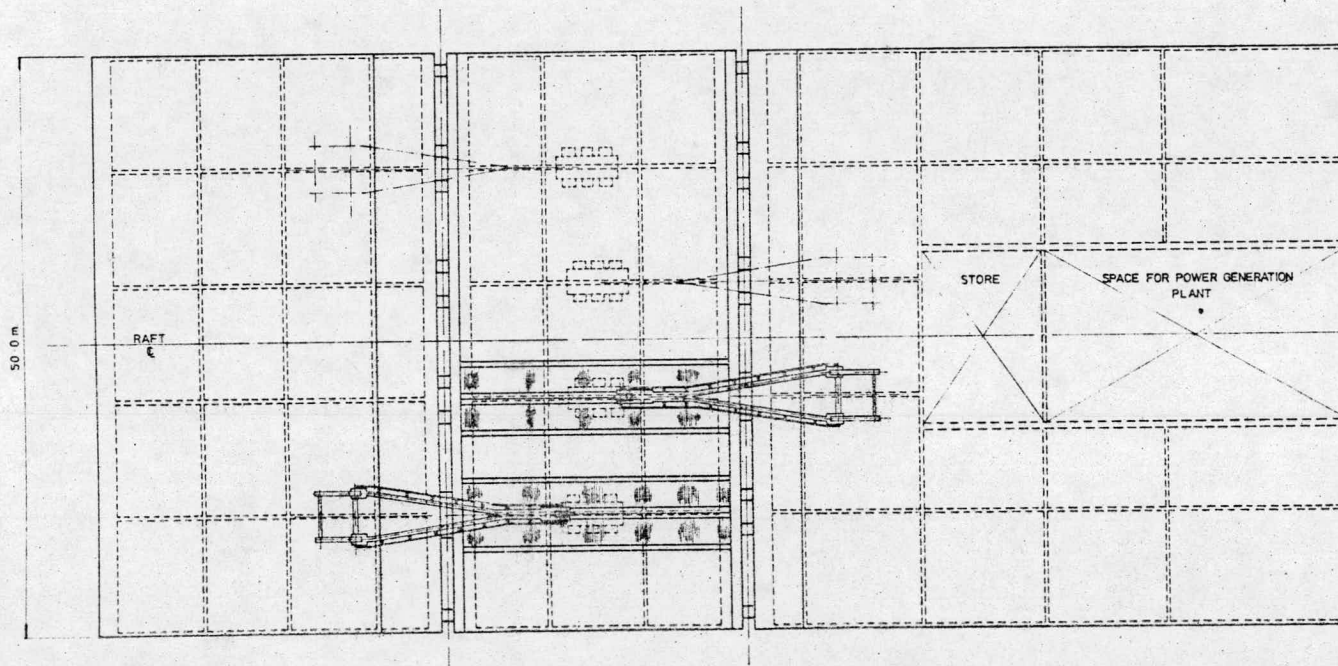 50·0 m
RAFT
℄
STORE
SPACE FOR POWER GENERATION
PLANT